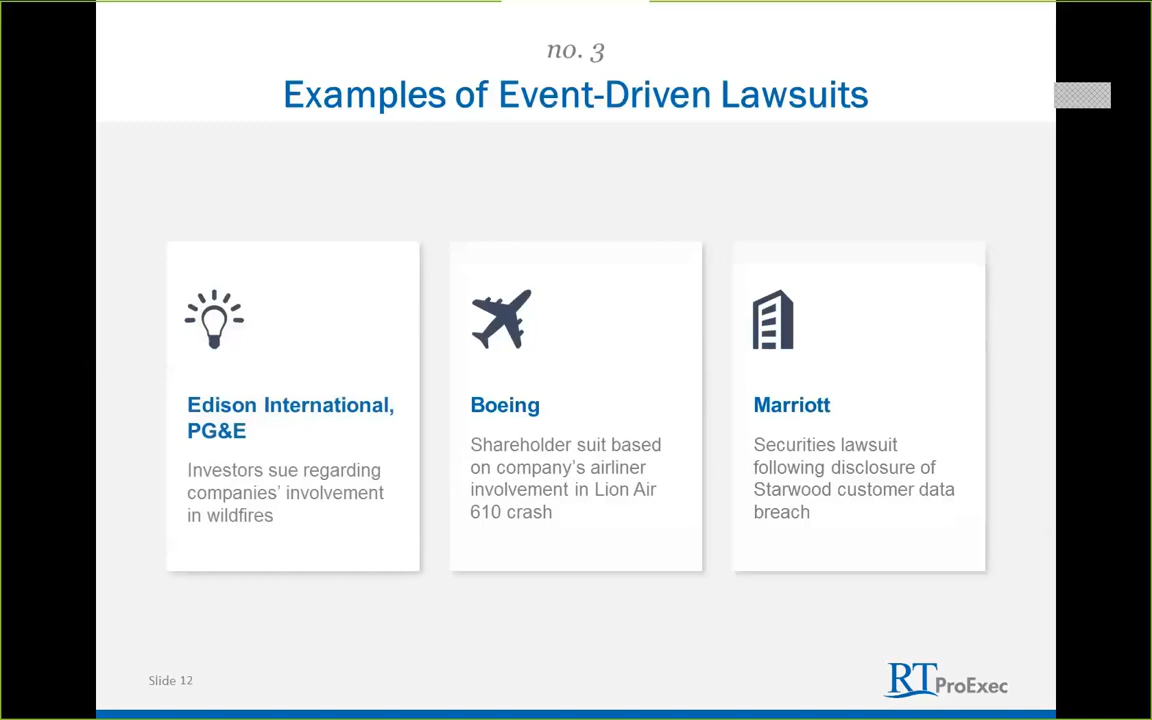 no. 3
Examples of Event-Driven Lawsuits
Edison International,
PG&E
Investors sue regarding
companies' involvement
in wildfires
Boeing
Shareholder suit based
on company's airliner
involvement in Lion Air
610 crash
Marriott
Securities lawsuit
following disclosure of
Starwood customer data
breach
Slide 12
RT ProExec